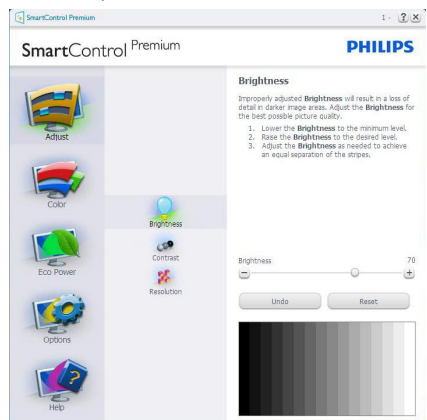 SmartControl Premium
1 - ? X
SmartControl Premium
PHILIPS
Adjust
Color
Eco Power
Options
Help
Brightness
Contrast
Resolution
Brightness
Improperly adjusted Brightness will result in a loss of
detail in darker image areas. Adjust the Brightness for
the best possible picture quality.
1. Lower the Brightness to the minimum level.
2. Raise the Brightness to the desired level.
3. Adjust the Brightness as needed to achieve
an equal separation of the stripes.
Brightness 70
Undo Reset